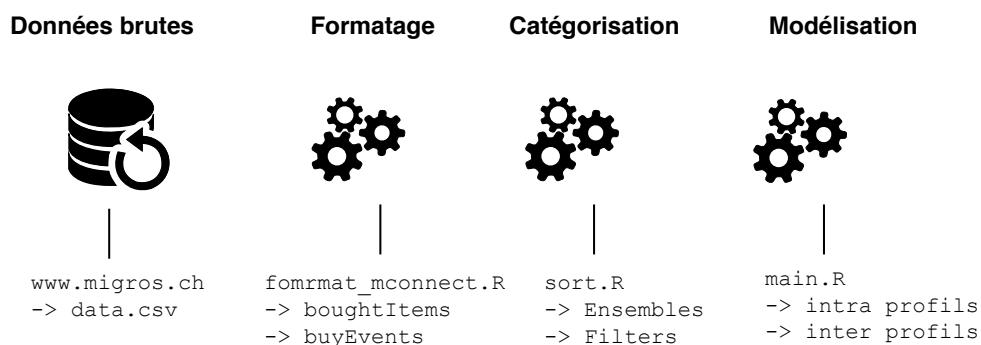 Données brutes
Formatage
Catégorisation
Modélisation
www.migros.ch
-> data.csv
fomrmat_mconnect.R
-> boughtItems
-> buyEvents
sort.R
-> Ensembles
-> Filters
main.R
-> intra profils
-> inter profils